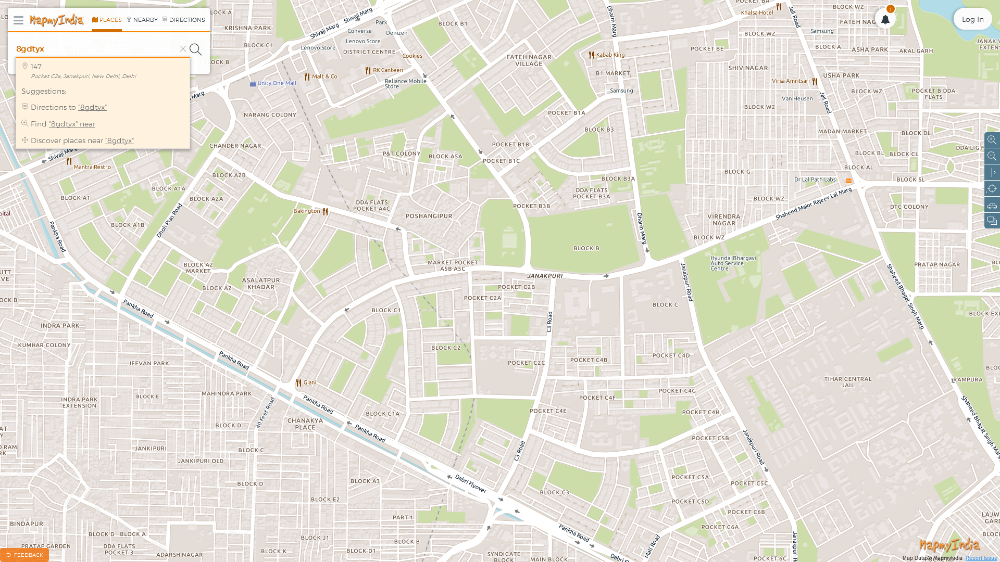 MapmyIndia
PLACES
NEARBY
DIRECTIONS
8gdtyx
147
Pocket C2a, Janakpuri, New Delhi, Delhi
Suggestions:
Directions to "8gdtyx"
Find "8gdtyx" near
Discover places near "8gdtyx"
1
Log In
BLOCK A
KRISHNA PARK
BLOCK C1
BLOCK B
Shivaji Marg
Shivaji Marg
Parx
Converse
Denizen
Lenovo Store
Lenovo Store
DISTRICT CENTRE
Cookies
BLOCK B1
Dharm Marg
Khalsa Hotel
Jail Road
BLOCK WZ
Samsung
BLOCK WZ
BLOCK A
ASHA PARK
AKAL GARH
Kabab King
POCKET BE
FATEH NAGAR
VILLAGE
SHIV NAGAR
USHA PARK
Malt & Co
RK Canteen
Unity One Mall
Reliance Mobile
Store
B1 MARKET
Samsung
Virsa Amritsari
Van Heusen
BLOCK WZ
POCKET B DDA
FLATS
Jail Road
NARANG COLONY
POCKET B1A
BLOCK W2
BLOCK B3
MADAN MARKET
BLOCK DL
CHANDER NAGAR
POCKET B1B
P&T COLONY
BLOCK A5A
POCKET B1C
BLOCK BL
BLOCK CL
Shivaji Marg
Mantra Restro
BLOCK A2B
BLOCK G
BLOCK AL
BLOCK B3A
Dr Lal Path Labs
BLOCK SL
BLOCK A1A
BLOCK A1
BLOCK A2A
DDA FLATS
POCKET A4C
DDA FLATS
POCKET B3A
POCKET B3B
BLOCK WZ
Shaheed Major Rajeev Lal Marg
DTC COLONY
Bakington
POSHANGIPUR
VIRENDRA
NAGAR
BLOCK A1B
Dholi Piao Road
Pankha Road
Dharm Marg
BLOCK WZ
BLOCK B
Hyundai Bhargavi
Auto Service
Centre
BLOCK A2
MARKET
MARKET POCKET
A5B A5C
PRATAP NAGAR
ASALATPUR
KHADAR
JANAKPURI
Janakpuri Road
Shaheed Bhagat Singh Marg
BLOCK A2
POCKET C2B
POCKET C2A
BLOCK C
Pankha Road
BLOCK C1
C3 Road
INDRA PARK
KUMHAR COLONY
BLOCK C2
JEEVAN PARK
Pankha Road
POCKET C2C
POCKET C4B
POCKET C4D
TIHAR CENTRAL
JAIL
RAMPURA
Giani
MAHINDRA PARK
BLOCK E
INDRA PARK
EXTENSION
POCKET C4G
POCKET C4F
Pankha Road
40 Feet Road
BLOCK C1A
POCKET C4E
POCKET C4H
Shaheed Bhagat Singh Marg
CHANAKYA
PLACE
BLOCK D
Pankha Road
POCKET C5B
Janakpuri Road
JANKIPURI
BLOCK C
C3 Road
JANKIPURI OLD
BLOCK A3
Dabri Flyover
POCKET C5A
POCKET C5C
BLOCK D
BLOCK C3
BLOCK E2
POCKET C5D
PART 1
POCKET C6B
BINDAPUR
BLOCK D
BLOCK A
BLOCK J1
BLOCK B
Pankha Road
Mall Road
POCKET C6A
PRATAP GARDEN
DDA FLATS
POCKET 3
ADARSH NAGAR
BLOCK K
BLOCK D1
SYNDICATE
BLOCK
MAIN BLOCK
POCKET 6C
MapmyIndia
FEEDBACK
Map Data © MapmyIndia
Report Issue